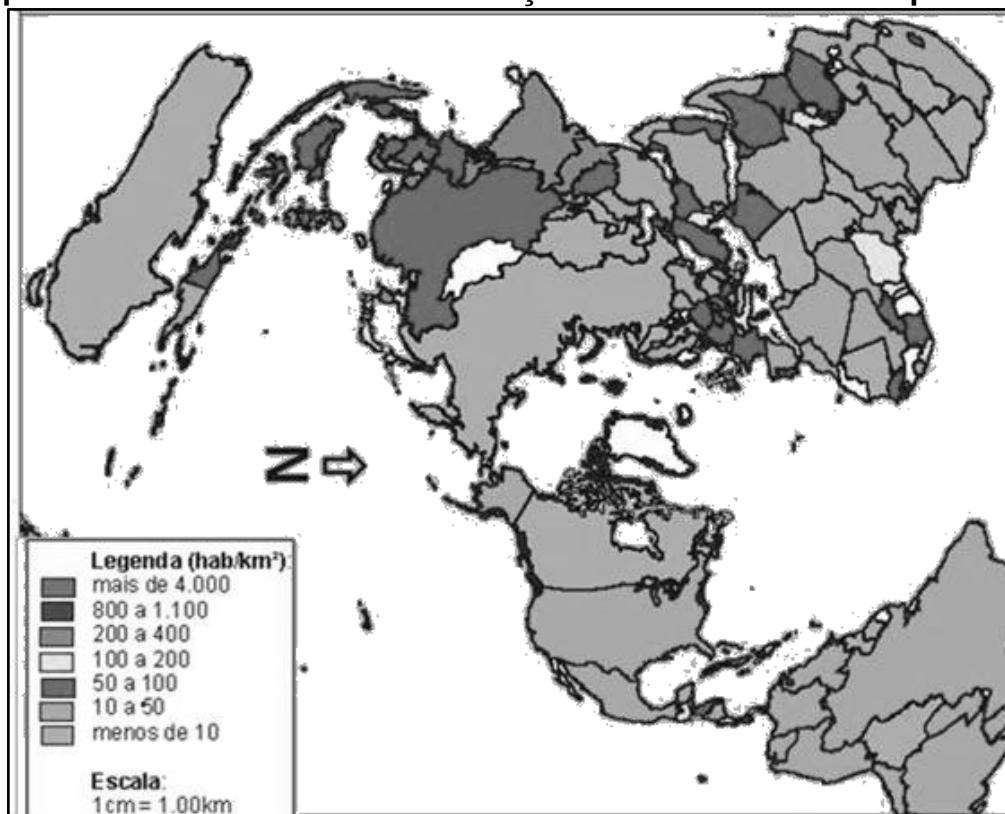 N
Legenda (hab/km²):
mais de 4.000
800 a 1.100
200 a 400
100 a 200
50 a 100
10 a 50
menos de 10
Escala:
1cm = 1.00km